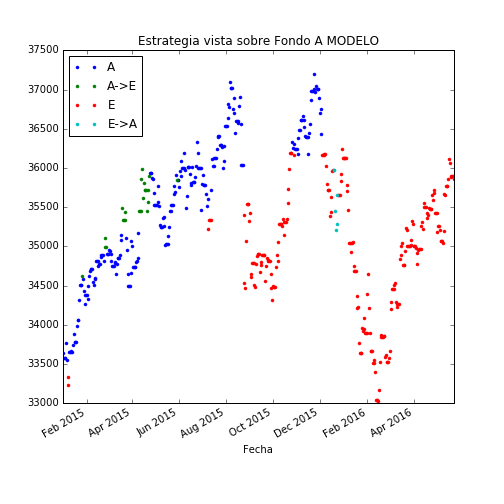 Estrategia vista sobre Fondo A MODELO
37500
37000
36500
36000
35500
35000
34500
34000
33500
33000
A
A->E
E
E->A
Feb 2015
Apr 2015
Jun 2015
Aug 2015
Oct 2015
Dec 2015
Feb 2016
Apr 2016
Fecha